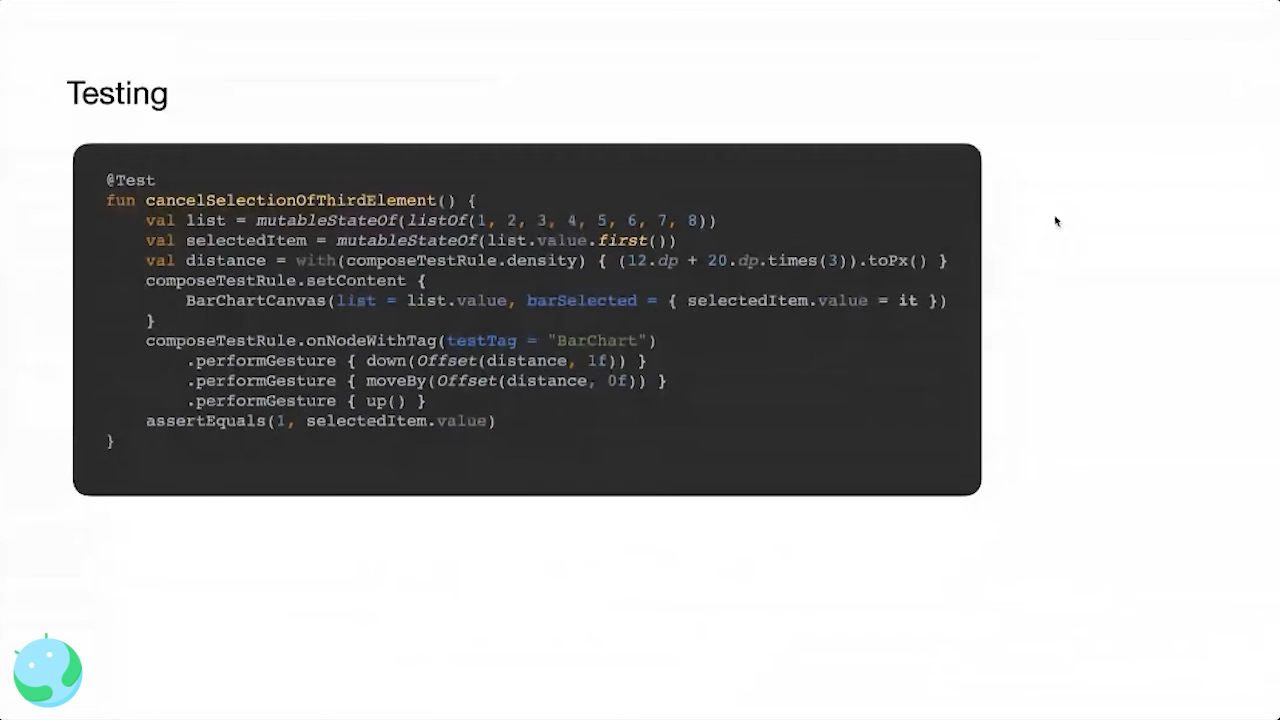 Testing
@Test
fun cancelSelectionOfThirdElement() {
    val list = mutableStateOf(listOf(1, 2, 3, 4, 5, 6, 7, 8))
    val selectedItem = mutableStateOf(list.value.first())
    val distance = with(composeTestRule.density) { (12.dp + 20.dp.times(3)).toPx() }
    composeTestRule.setContent {
        BarChartCanvas(list = list.value, barSelected = { selectedItem.value = it })
    }
    composeTestRule.onNodeWithTag(testTag = "BarChart")
        .performGesture { down(Offset(distance, 1f)) }
        .performGesture { moveBy(Offset(distance, 0f)) }
        .performGesture { up() }
    assertEquals(1, selectedItem.value)
}